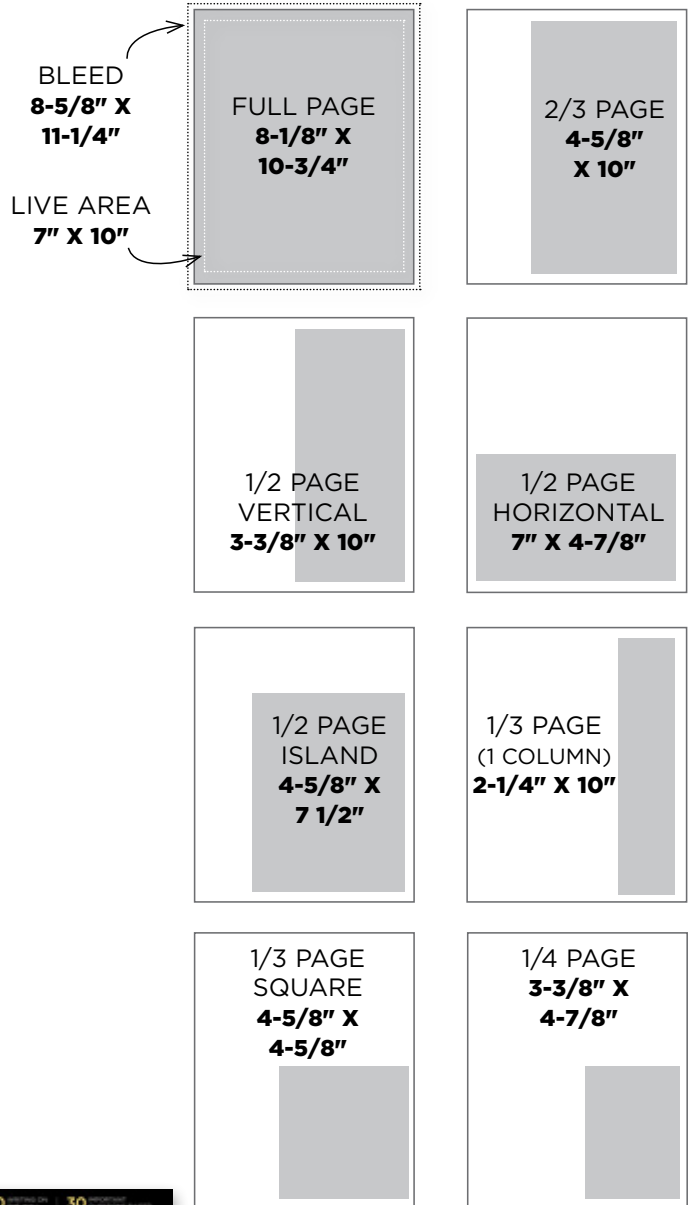 BLEED
8-5/8" X
11-1/4"
LIVE AREA
7" X 10"
FULL PAGE
8-1/8" X
10-3/4"
2/3 PAGE
4-5/8"
X 10"
1/2 PAGE
VERTICAL
3-3/8" X 10"
1/2 PAGE
HORIZONTAL
7" X 4-7/8"
1/2 PAGE
ISLAND
4-5/8" X
7 1/2"
1/3 PAGE
(1 COLUMN)
2-1/4" X 10"
1/3 PAGE
SQUARE
4-5/8" X
4-5/8"
1/4 PAGE
3-3/8" X
4-7/8"
WRITING ON
30 IMPORTANT